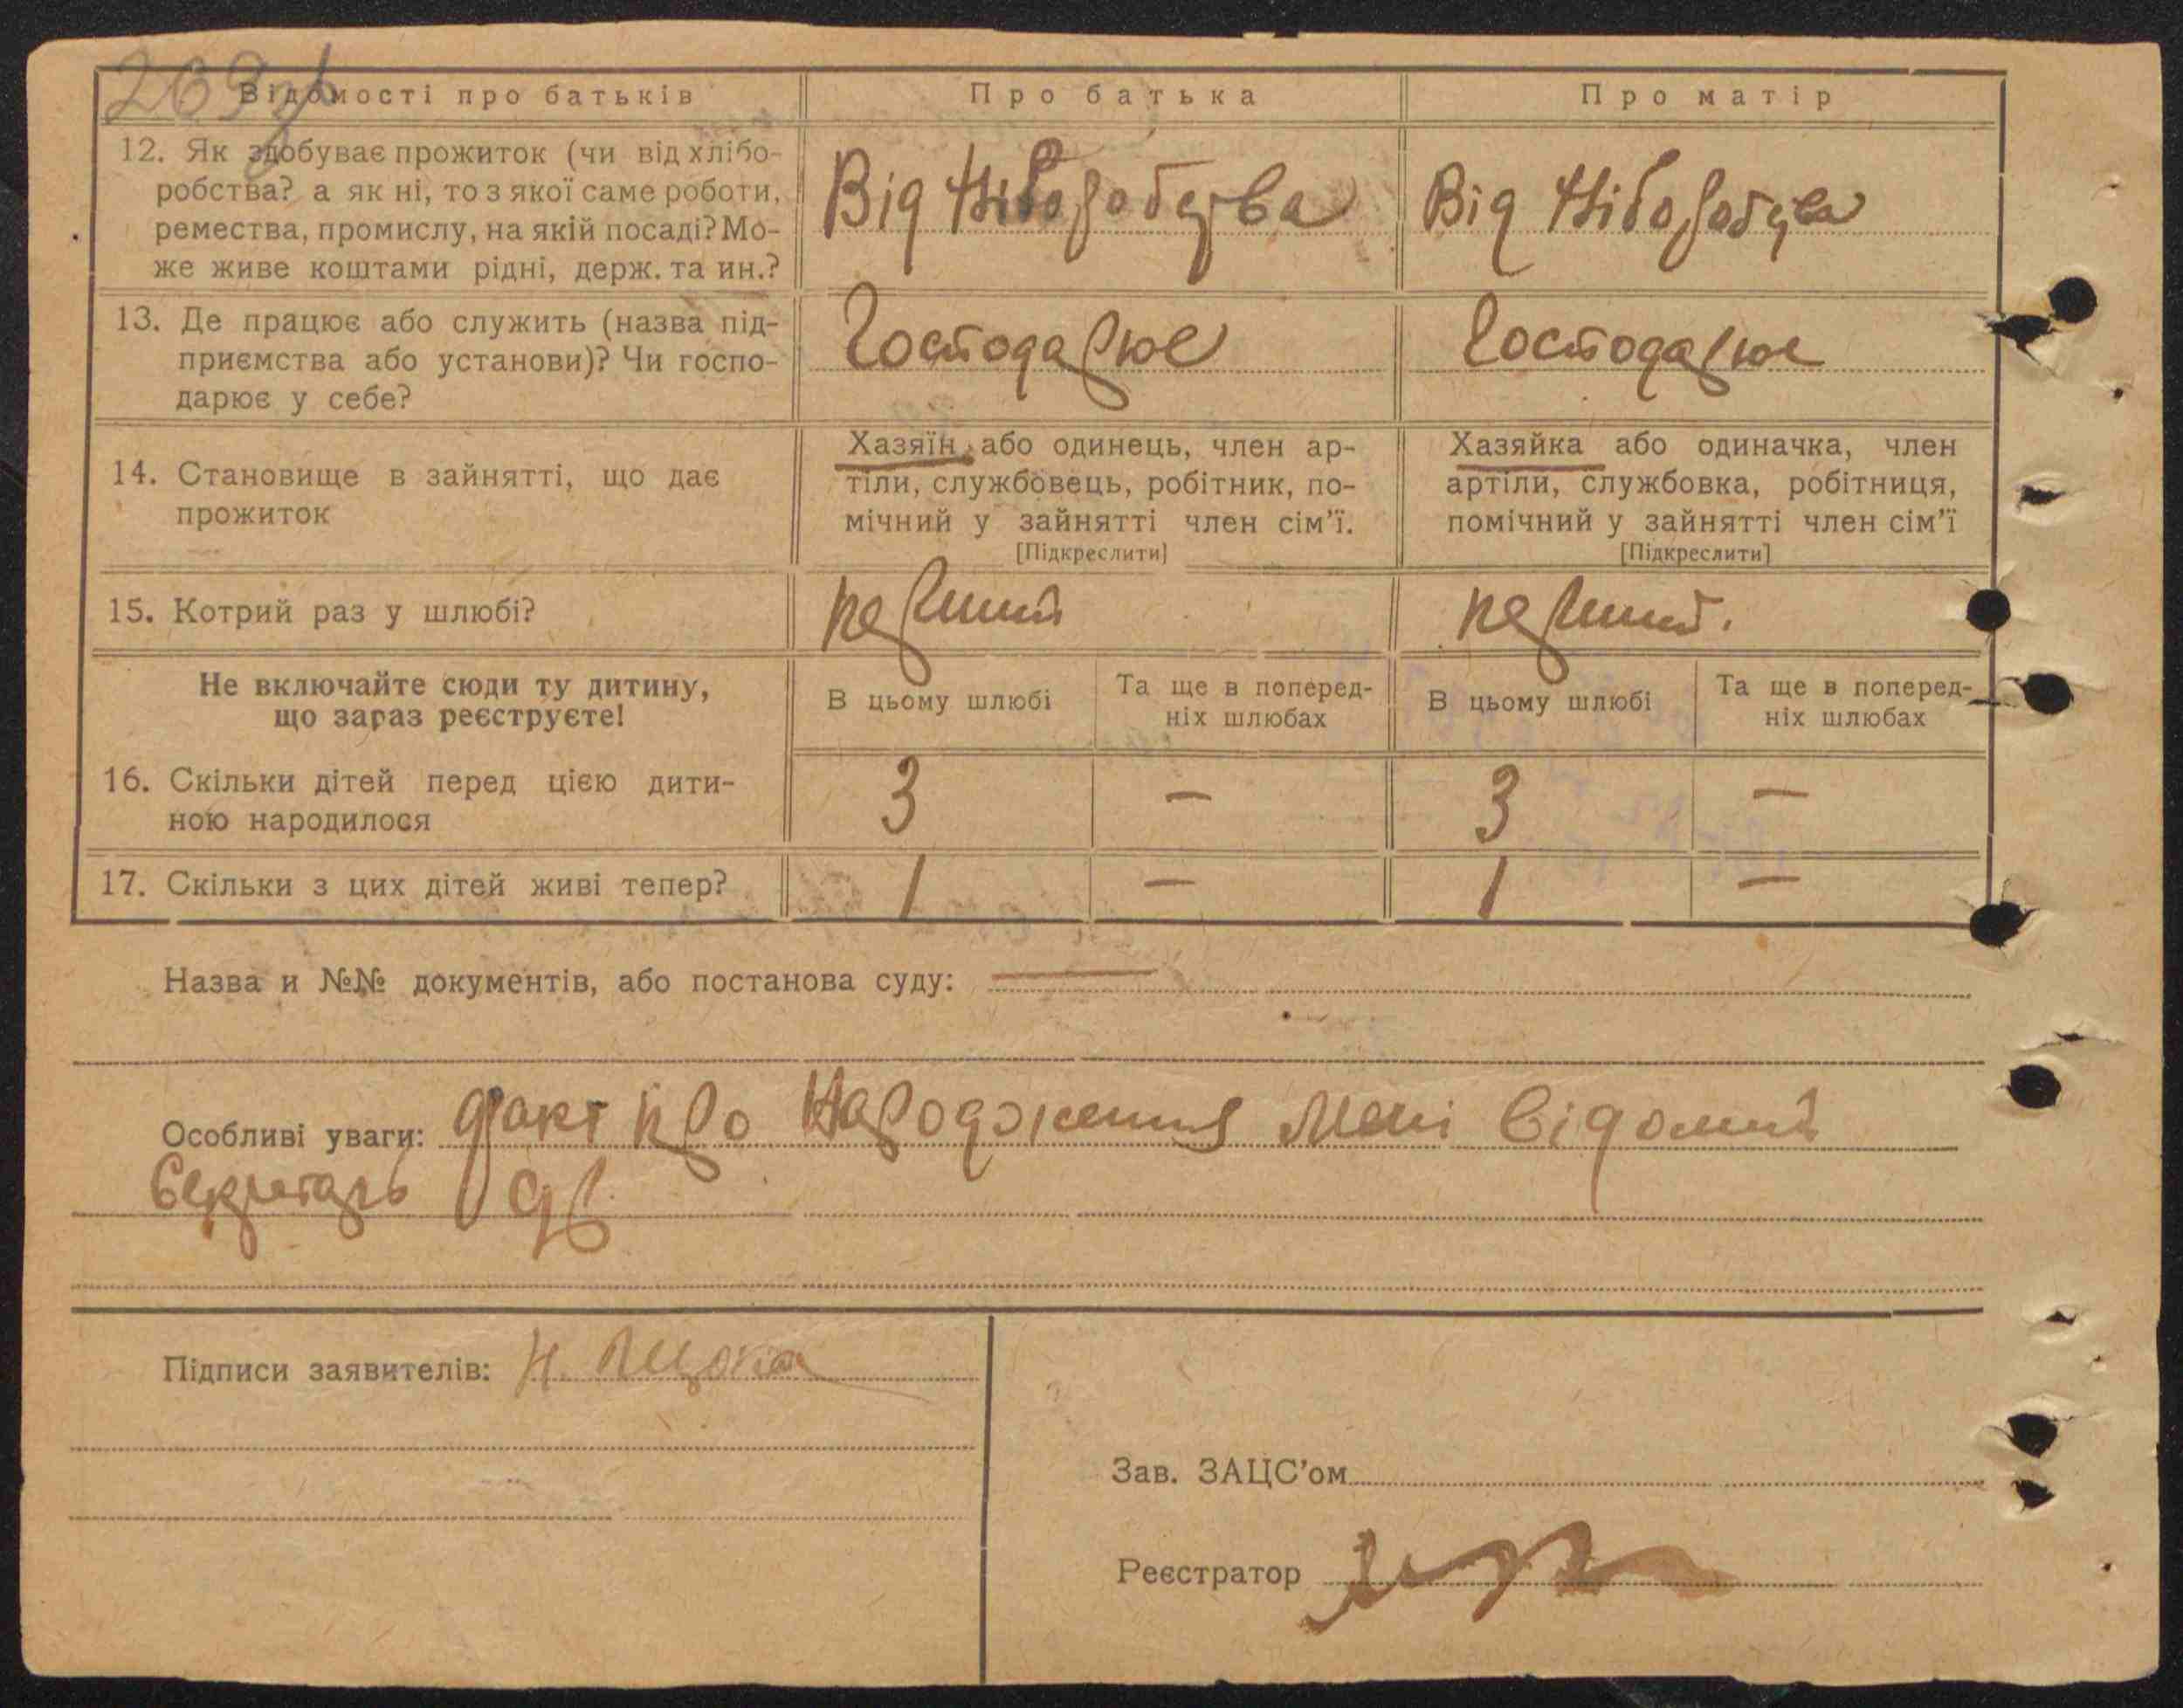 269
Відомості про батьків
Про батька
Про матір
12. Як здобуває прожиток (чи від хлібо-
робства? а як ні, то з якої саме роботи,
ремества, промислу, на якій посаді? Мо-
же живе коштами рідні, держ. та ин.?
Від
Від
13. Де працює або служить (назва під-
приємства або установи)? Чи госпо-
дарює у себе?
Господарює
Господарює
14. Становище в зайнятті, що дає
прожиток
Хазяїн або одинець, член ар-
тіли, службовець, робітник, по-
мічний у зайнятті член сім'ї.
[Підкреслити]
Хазяйка або одиначка, член
артіли, службовка, робітниця,
помічний у зайнятті член сім'ї
[Підкреслити]
15. Котрий раз у шлюбі?
первий
первий.
Не включайте сюди ту дитину,
що зараз реєструєте!
В цьому шлюбі
Та ще в поперед-
ніх шлюбах
В цьому шлюбі
Та ще в поперед-
ніх шлюбах
16. Скільки дітей перед цією дити-
ною народилося
3 — 3 —
17. Скільки з цих дітей живі тепер?
1 — 1 —
Назва и №№ документів, або постанова суду: —
Особливі уваги: факт про народження мені відомий
Секретарь
Підписи заявителів: Н.
Зав. ЗАЦС'ом
Реєстратор